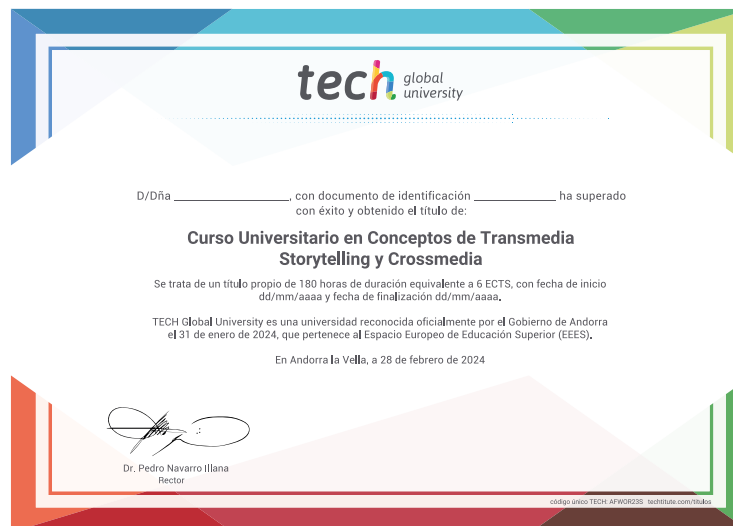 tech global
university
D/Dña ____________________, con documento de identificación ______________ ha superado
con éxito y obtenido el título de:
Curso Universitario en Conceptos de Transmedia
Storytelling y Crossmedia
Se trata de un título propio de 180 horas de duración equivalente a 6 ECTS, con fecha de inicio
dd/mm/aaaa y fecha de finalización dd/mm/aaaa.
TECH Global University es una universidad reconocida oficialmente por el Gobierno de Andorra
el 31 de enero de 2024, que pertenece al Espacio Europeo de Educación Superior (EEES).
En Andorra la Vella, a 28 de febrero de 2024
Dr. Pedro Navarro Illana
Rector
código único TECH: AFWOR23S techtitute.com/titulos